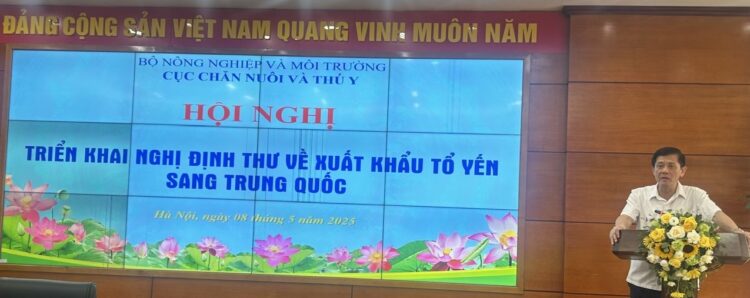 ĐẢNG CỘNG SẢN VIỆT NAM QUANG VINH MUÔN NĂM
BỘ NÔNG NGHIỆP VÀ MÔI TRƯỜNG
CỤC CHĂN NUÔI VÀ THÚ Y
HỘI NGHỊ
TRIỂN KHAI NGHỊ ĐỊNH THƯ VỀ XUẤT KHẨU TỔ YẾN
SANG TRUNG QUỐC
Hà Nội, ngày 08 tháng 5 năm 2025